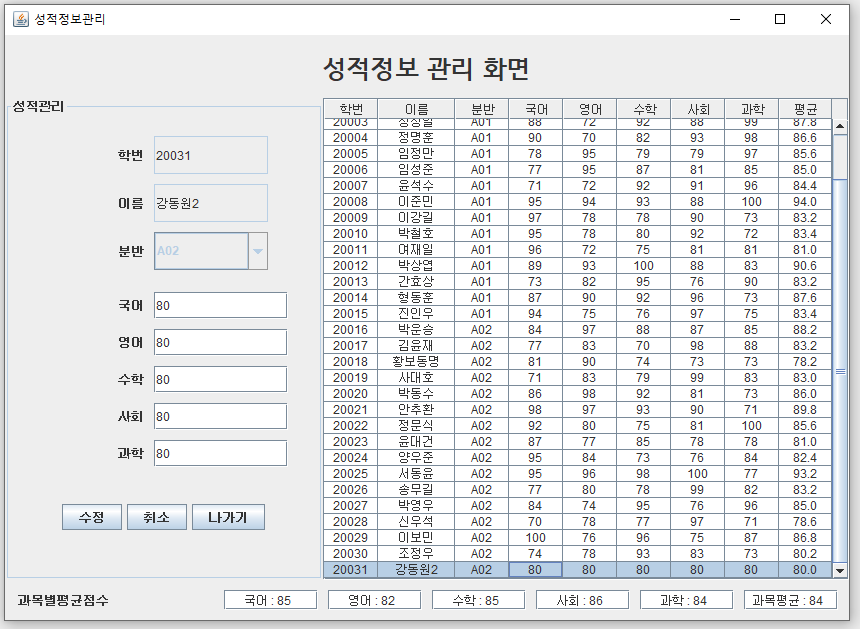 성적정보관리
성적정보 관리 화면
성적관리
학번 20031
이름 강동원2
분반 A02
국어 80
영어 80
수학 80
사회 80
과학 80
수정 취소 나가기
학번 이름 분반 국어 영어 수학 사회 과학 평균
20003 장성일 A01 88 72 92 88 99 87.8
20004 정명훈 A01 90 70 82 93 98 86.6
20005 임정만 A01 78 95 79 79 97 85.6
20006 임성준 A01 77 95 87 81 85 85.0
20007 윤석수 A01 71 72 92 91 96 84.4
20008 이준민 A01 95 94 93 88 100 94.0
20009 이강길 A01 97 78 78 90 73 83.2
20010 박철호 A01 95 78 80 92 72 83.4
20011 여재일 A01 96 72 75 81 81 81.0
20012 박상엽 A01 89 93 100 88 83 90.6
20013 간효상 A01 73 82 95 76 90 83.2
20014 형동훈 A01 87 90 92 96 73 87.6
20015 진인우 A01 94 75 76 97 75 83.4
20016 박운승 A02 84 97 88 87 85 88.2
20017 김윤재 A02 77 83 70 98 88 83.2
20018 황보동명 A02 81 90 74 73 73 78.2
20019 사대호 A02 71 83 79 99 83 83.0
20020 박동수 A02 86 98 92 81 73 86.0
20021 안추환 A02 98 97 93 90 71 89.8
20022 정문식 A02 92 80 75 81 100 85.6
20023 윤대건 A02 87 77 85 78 78 81.0
20024 양우준 A02 95 84 73 76 84 82.4
20025 서동윤 A02 95 96 98 100 77 93.2
20026 송무길 A02 77 80 78 99 82 83.2
20027 박영우 A02 84 74 95 76 96 85.0
20028 신우석 A02 70 78 77 97 71 78.6
20029 이보민 A02 100 76 96 75 87 86.8
20030 조정우 A02 74 78 93 83 73 80.2
20031 강동원2 A02 80 80 80 80 80 80.0
과목별평균점수 국어 : 85 영어 : 82 수학 : 85 사회 : 86 과학 : 84 과목평균 : 84